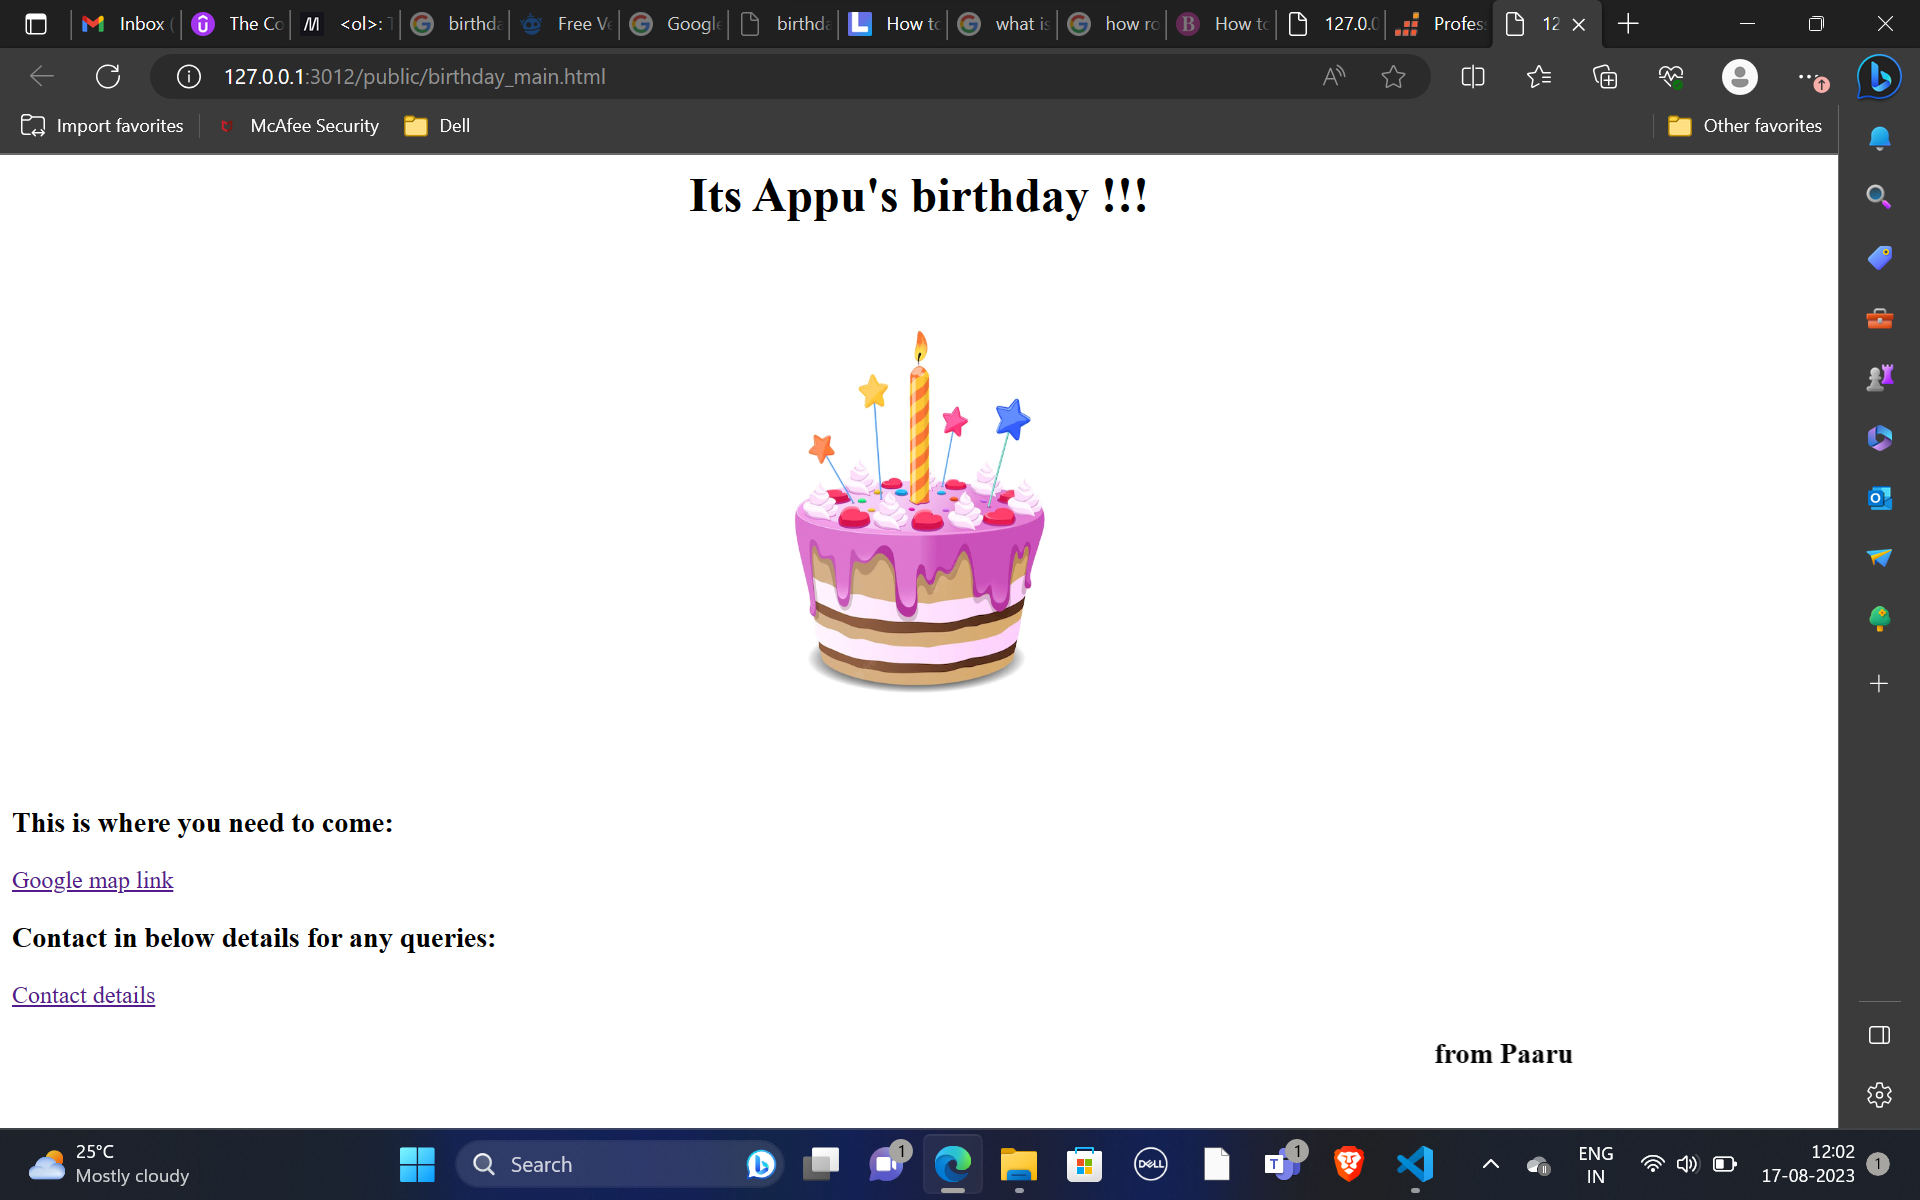 Inbox (
The Co
<ol>: T
birthda
Free Ve
Google
birthda
How to
what is
how ro
How to
127.0.0
Profes
12
127.0.0.1:3012/public/birthday_main.html
Import favorites
McAfee Security
Dell
Other favorites
Its Appu's birthday !!!
This is where you need to come:
Google map link
Contact in below details for any queries:
Contact details
from Paaru
25°C
Mostly cloudy
Search
1
DELL
1
ENG
IN
12:02
17-08-2023
1